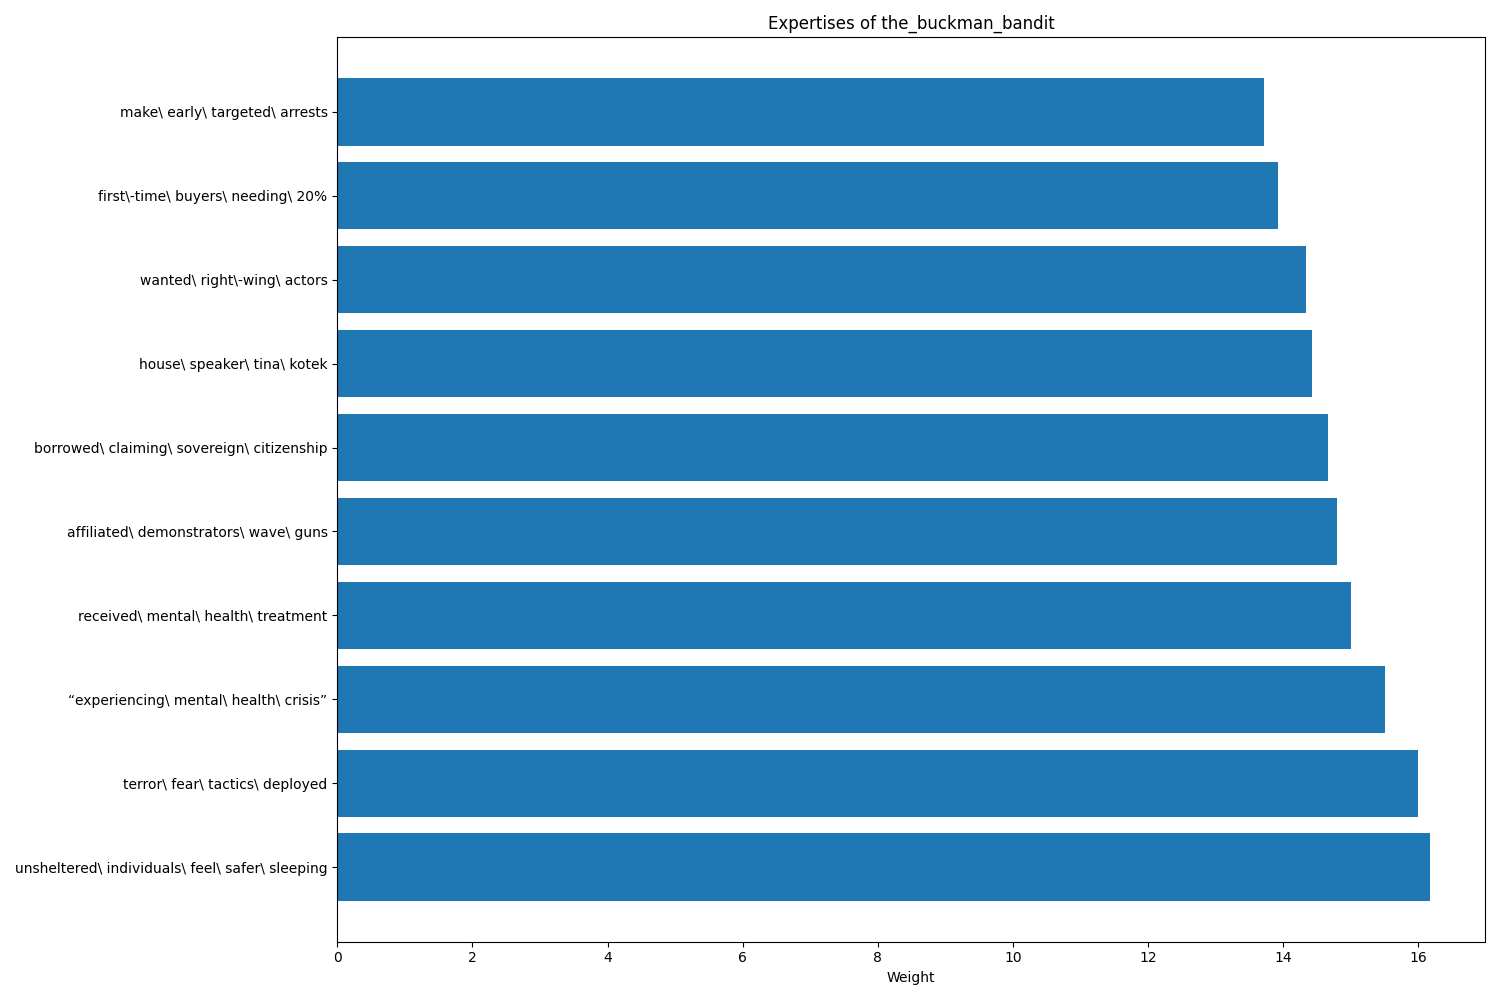 Expertises of the_buckman_bandit
make\ early\ targeted\ arrests
first\-time\ buyers\ needing\ 20%
wanted\ right\-wing\ actors
house\ speaker\ tina\ kotek
borrowed\ claiming\ sovereign\ citizenship
affiliated\ demonstrators\ wave\ guns
received\ mental\ health\ treatment
“experiencing\ mental\ health\ crisis”
terror\ fear\ tactics\ deployed
unsheltered\ individuals\ feel\ safer\ sleeping
0 2 4 6 8 10 12 14 16
Weight